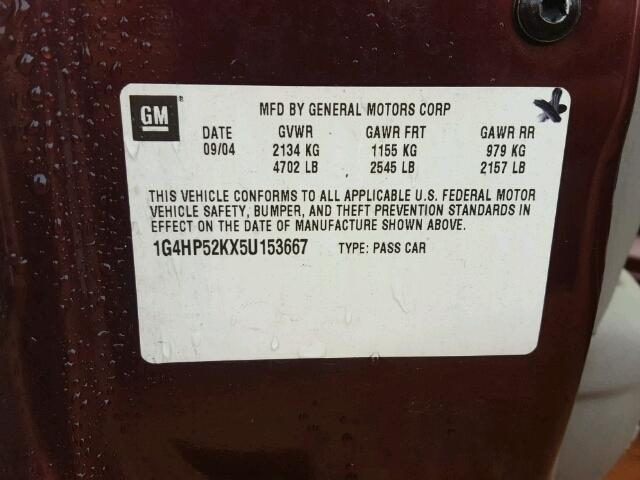 GM ® MFD BY GENERAL MOTORS CORP
DATE GVWR GAWR FRT GAWR RR
09/04 2134 KG 1155 KG 979 KG
4702 LB 2545 LB 2157 LB
THIS VEHICLE CONFORMS TO ALL APPLICABLE U.S. FEDERAL MOTOR
VEHICLE SAFETY, BUMPER, AND THEFT PREVENTION STANDARDS IN
EFFECT ON THE DATE OF MANUFACTURE SHOWN ABOVE.
1G4HP52KX5U153667 TYPE: PASS CAR